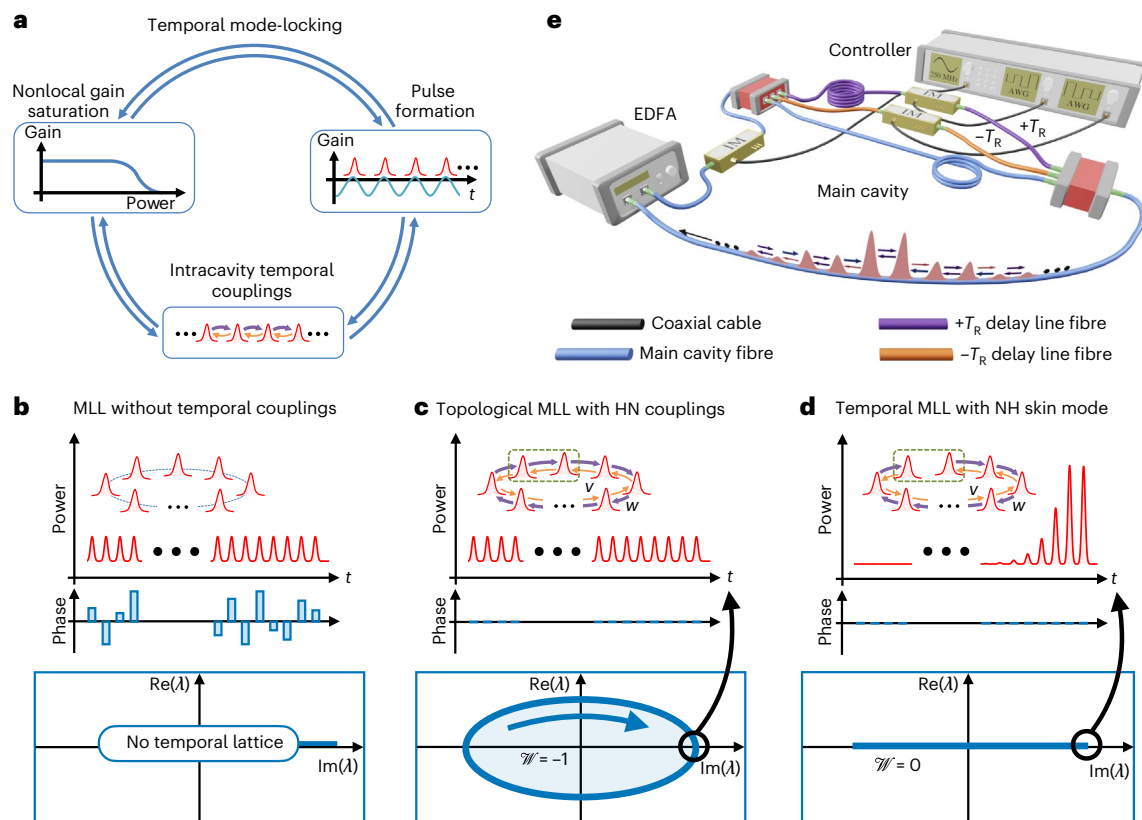 a
Temporal mode-locking
Nonlocal gain
saturation
Gain
Power
Pulse
formation
Gain
t
Intracavity temporal
couplings
e
Controller
250 MHz
AWG
AWG
EDFA
IM
IM
IM
+T_R
−T_R
Main cavity
Coaxial cable
+T_R delay line fibre
Main cavity fibre
−T_R delay line fibre
b
MLL without temporal couplings
Power
t
Phase
Re(λ)
No temporal lattice
Im(λ)
c
Topological MLL with HN couplings
Power
v
w
t
Phase
Re(λ)
𝒲 = −1
Im(λ)
d
Temporal MLL with NH skin mode
Power
v
w
t
Phase
Re(λ)
𝒲 = 0
Im(λ)